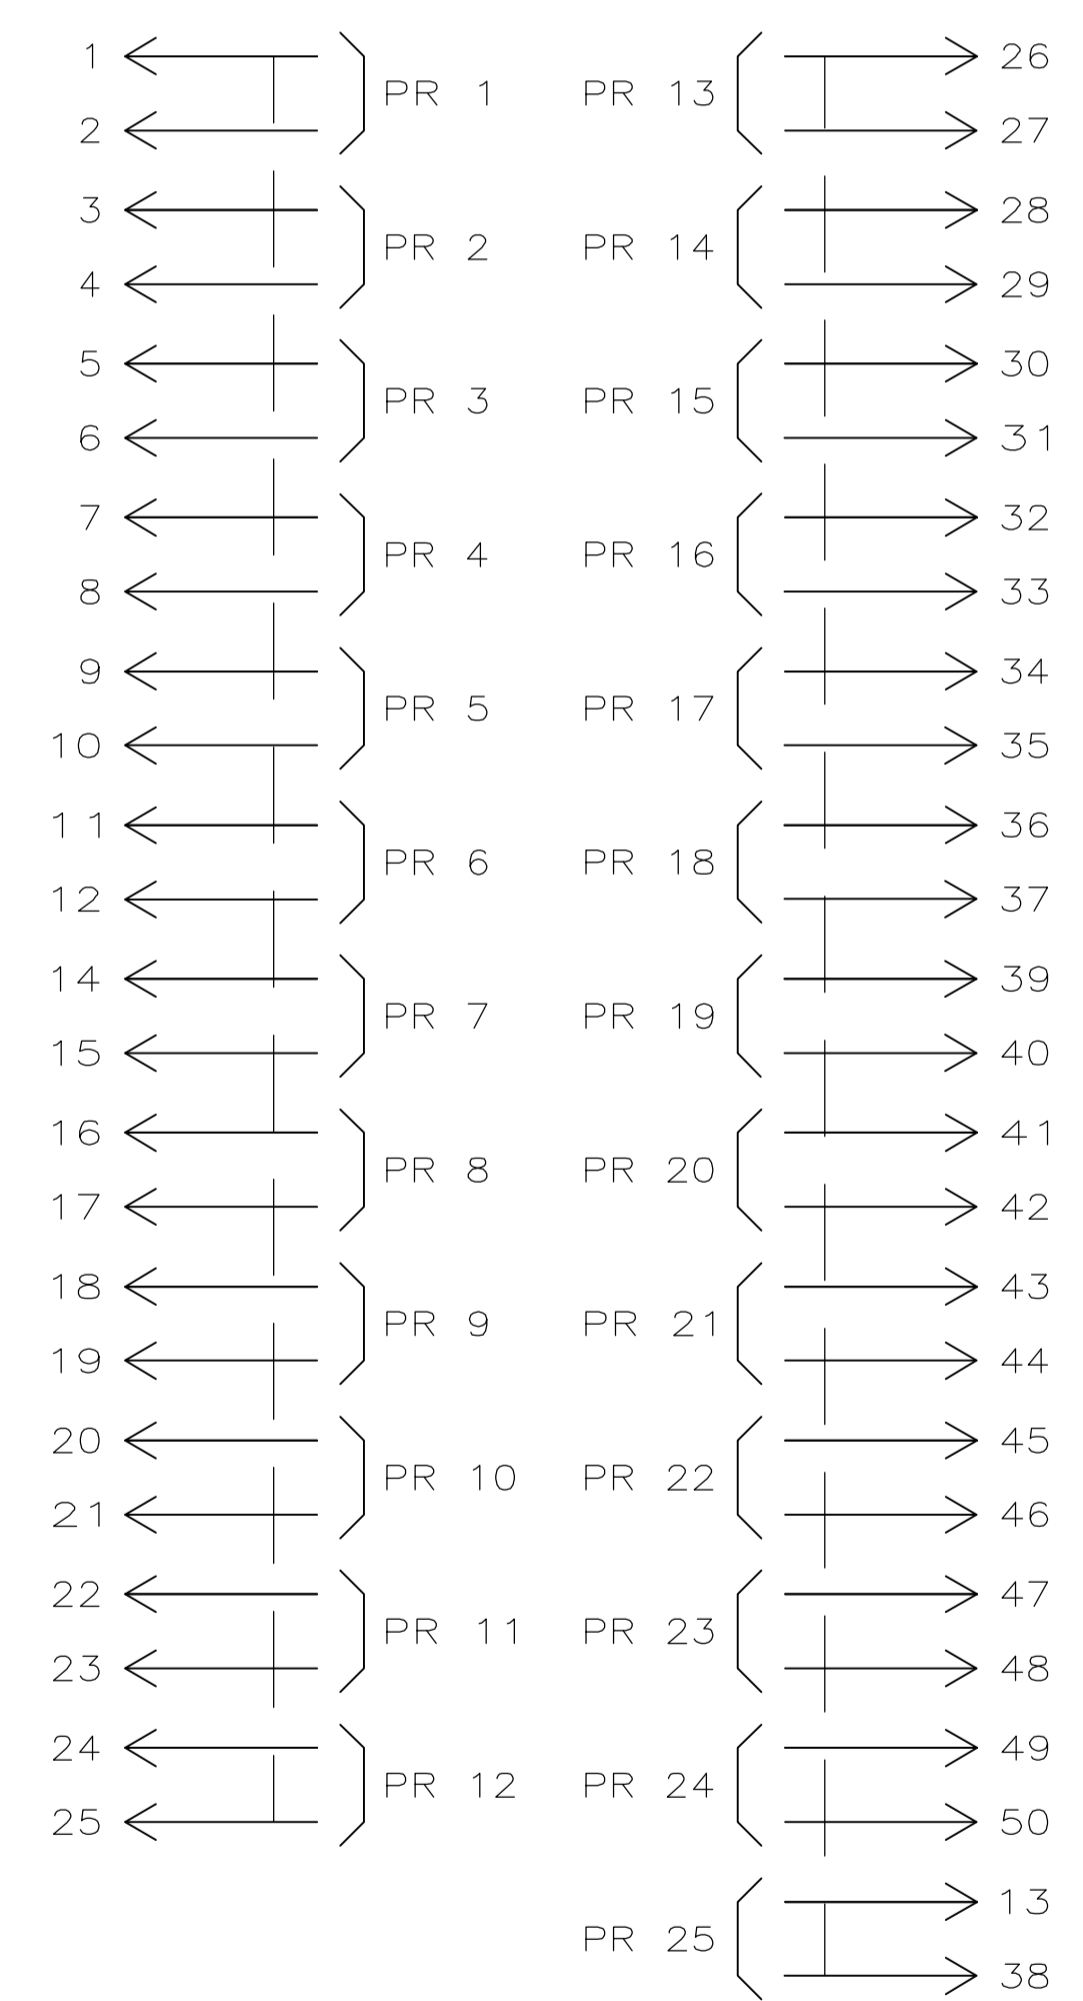 1 26
PR 1 PR 13
2 27
3 28
PR 2 PR 14
4 29
5 30
PR 3 PR 15
6 31
7 32
PR 4 PR 16
8 33
9 34
PR 5 PR 17
10 35
11 36
PR 6 PR 18
12 37
14 39
PR 7 PR 19
15 40
16 41
PR 8 PR 20
17 42
18 43
PR 9 PR 21
19 44
20 45
PR 10 PR 22
21 46
22 47
PR 11 PR 23
23 48
24 49
PR 12 PR 24
25 50
13
PR 25
38